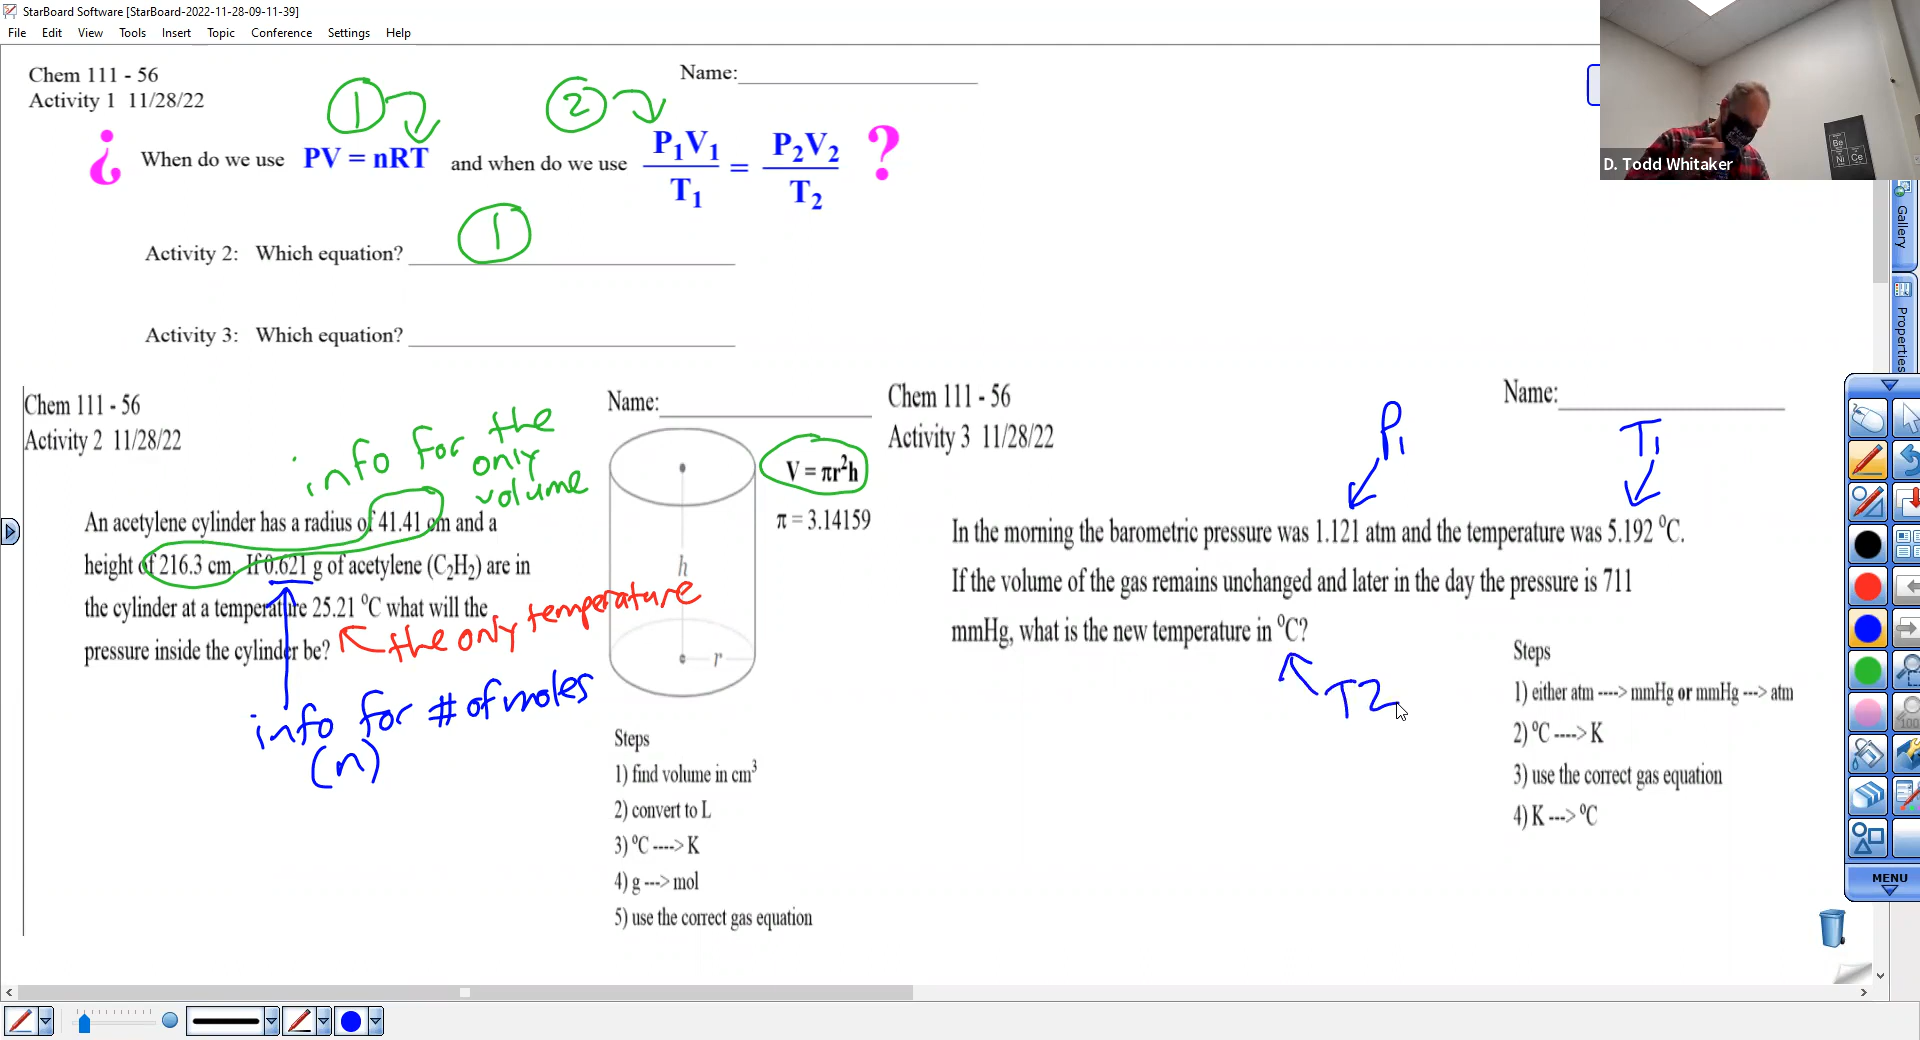 StarBoard Software [StarBoard-2022-11-28-09-11-39]
File Edit View Tools Insert Topic Conference Settings Help
Chem 111 - 56
Name:
Activity 1 11/28/22
1 2
¿ When do we use PV = nRT and when do we use P₁V₁/T₁ = P₂V₂/T₂ ?
Activity 2: Which equation? 1
Activity 3: Which equation?
Chem 111 - 56
Name:
Activity 2 11/28/22
info for the
only
volume
V = πr²h
π = 3.14159
An acetylene cylinder has a radius of 41.41 cm and a
height of 216.3 cm. If 0.621 g of acetylene (C₂H₂) are in
the cylinder at a temperature 25.21 ⁰C what will the
pressure inside the cylinder be?
the only temperature
info for # of moles
(n)
h
r
Steps
1) find volume in cm³
2) convert to L
3) ⁰C ----> K
4) g ---> mol
5) use the correct gas equation
Chem 111 - 56
Name:
Activity 3 11/28/22
P₁
T₁
In the morning the barometric pressure was 1.121 atm and the temperature was 5.192 ⁰C.
If the volume of the gas remains unchanged and later in the day the pressure is 711
mmHg, what is the new temperature in ⁰C?
T2
Steps
1) either atm ----> mmHg or mmHg ---> atm
2) ⁰C ----> K
3) use the correct gas equation
4) K ---> ⁰C
D. Todd Whitaker
Be
Ni Ce
Gallery
Properties
100
MENU